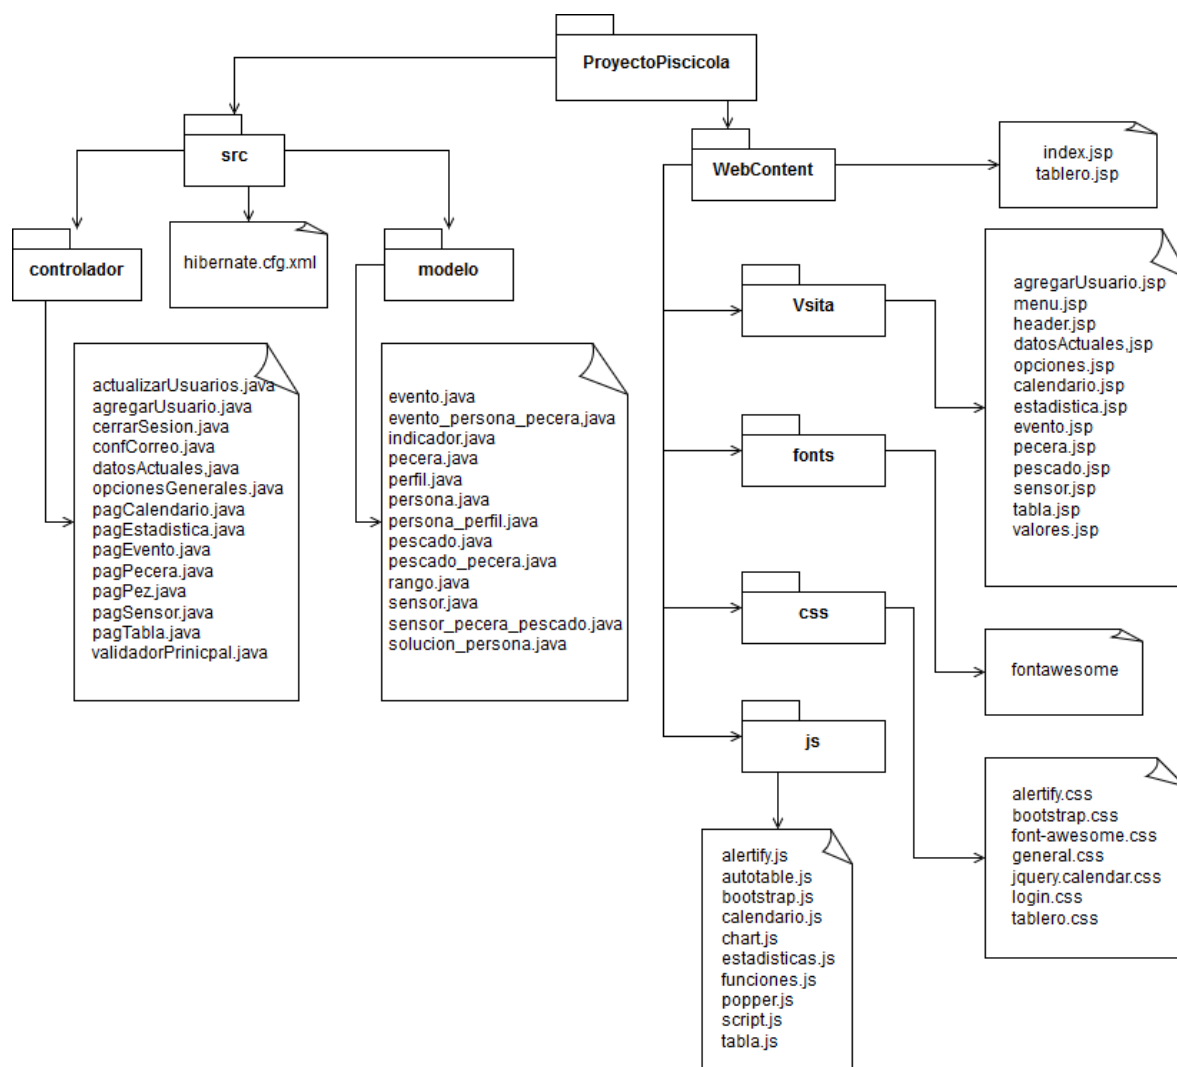 ProyectoPiscicola
src
WebContent
index.jsp
tablero.jsp
controlador
hibernate.cfg.xml
modelo
Vsita
agregarUsuario.jsp
menu.jsp
header.jsp
datosActuales,jsp
opciones.jsp
calendario.jsp
estadistica.jsp
evento.jsp
pecera.jsp
pescado.jsp
sensor.jsp
tabla.jsp
valores.jsp
actualizarUsuarios.java
agregarUsuario.java
cerrarSesion.java
confCorreo.java
datosActuales,java
opcionesGenerales.java
pagCalendario.java
pagEstadistica.java
pagEvento.java
pagPecera.java
pagPez.java
pagSensor.java
pagTabla.java
validadorPrinicpal.java
evento.java
evento_persona_pecera,java
indicador.java
pecera.java
perfil.java
persona.java
persona_perfil.java
pescado.java
pescado_pecera.java
rango.java
sensor.java
sensor_pecera_pescado.java
solucion_persona.java
fonts
css
fontawesome
js
alertify.css
bootstrap.css
font-awesome.css
general.css
jquery.calendar.css
login.css
tablero.css
alertify.js
autotable.js
bootstrap.js
calendario.js
chart.js
estadisticas.js
funciones.js
popper.js
script.js
tabla.js